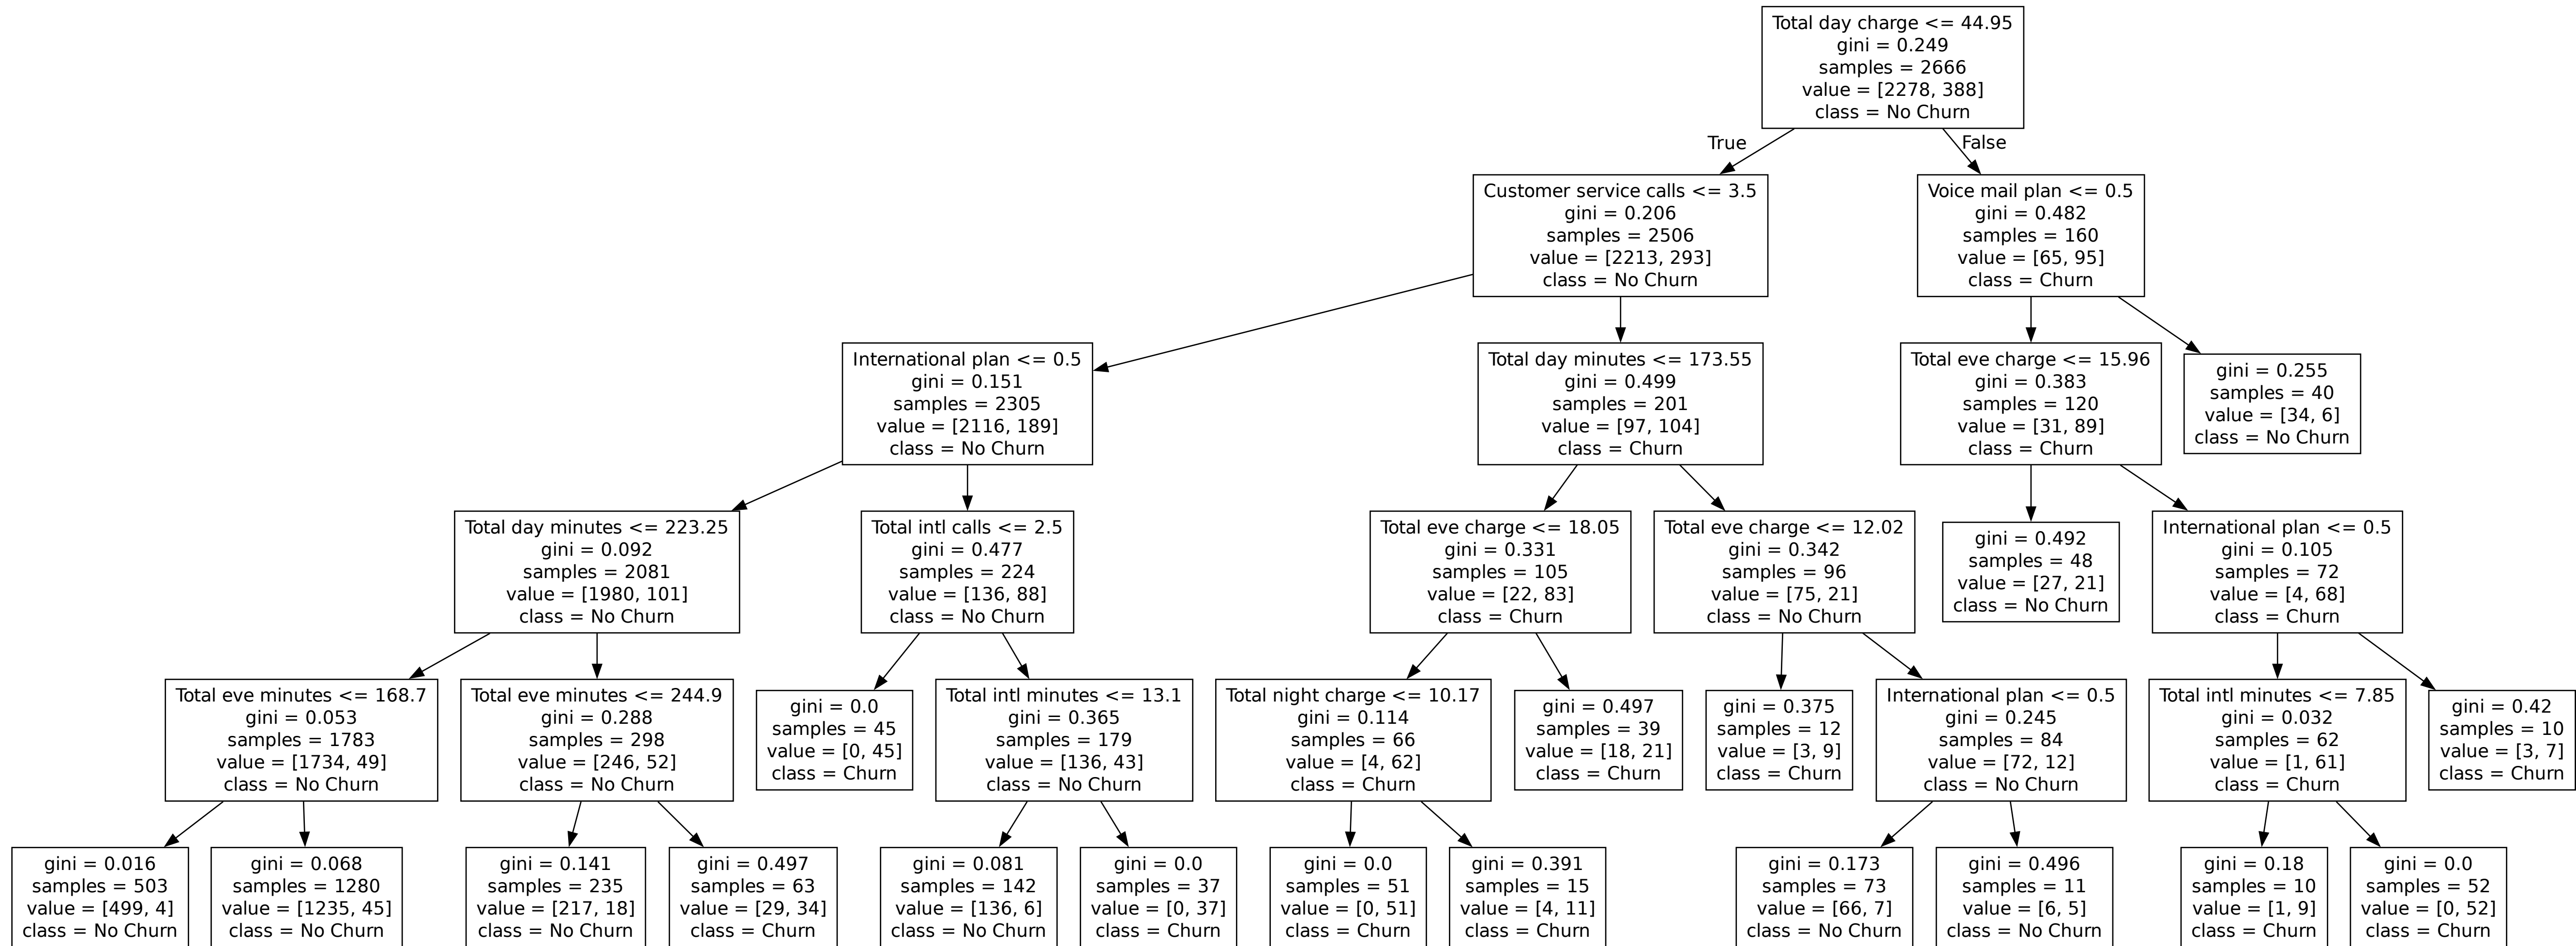 Total day charge <= 44.95
gini = 0.249
samples = 2666
value = [2278, 388]
class = No Churn
True
False
Customer service calls <= 3.5
gini = 0.206
samples = 2506
value = [2213, 293]
class = No Churn
Voice mail plan <= 0.5
gini = 0.482
samples = 160
value = [65, 95]
class = Churn
International plan <= 0.5
gini = 0.151
samples = 2305
value = [2116, 189]
class = No Churn
Total day minutes <= 173.55
gini = 0.499
samples = 201
value = [97, 104]
class = Churn
Total eve charge <= 15.96
gini = 0.383
samples = 120
value = [31, 89]
class = Churn
gini = 0.255
samples = 40
value = [34, 6]
class = No Churn
Total day minutes <= 223.25
gini = 0.092
samples = 2081
value = [1980, 101]
class = No Churn
Total intl calls <= 2.5
gini = 0.477
samples = 224
value = [136, 88]
class = No Churn
Total eve charge <= 18.05
gini = 0.331
samples = 105
value = [22, 83]
class = Churn
Total eve charge <= 12.02
gini = 0.342
samples = 96
value = [75, 21]
class = No Churn
gini = 0.492
samples = 48
value = [27, 21]
class = No Churn
International plan <= 0.5
gini = 0.105
samples = 72
value = [4, 68]
class = Churn
Total eve minutes <= 168.7
gini = 0.053
samples = 1783
value = [1734, 49]
class = No Churn
Total eve minutes <= 244.9
gini = 0.288
samples = 298
value = [246, 52]
class = No Churn
gini = 0.0
samples = 45
value = [0, 45]
class = Churn
Total intl minutes <= 13.1
gini = 0.365
samples = 179
value = [136, 43]
class = No Churn
Total night charge <= 10.17
gini = 0.114
samples = 66
value = [4, 62]
class = Churn
gini = 0.497
samples = 39
value = [18, 21]
class = Churn
gini = 0.375
samples = 12
value = [3, 9]
class = Churn
International plan <= 0.5
gini = 0.245
samples = 84
value = [72, 12]
class = No Churn
Total intl minutes <= 7.85
gini = 0.032
samples = 62
value = [1, 61]
class = Churn
gini = 0.42
samples = 10
value = [3, 7]
class = Churn
gini = 0.016
samples = 503
value = [499, 4]
class = No Churn
gini = 0.068
samples = 1280
value = [1235, 45]
class = No Churn
gini = 0.141
samples = 235
value = [217, 18]
class = No Churn
gini = 0.497
samples = 63
value = [29, 34]
class = Churn
gini = 0.081
samples = 142
value = [136, 6]
class = No Churn
gini = 0.0
samples = 37
value = [0, 37]
class = Churn
gini = 0.0
samples = 51
value = [0, 51]
class = Churn
gini = 0.391
samples = 15
value = [4, 11]
class = Churn
gini = 0.173
samples = 73
value = [66, 7]
class = No Churn
gini = 0.496
samples = 11
value = [6, 5]
class = No Churn
gini = 0.18
samples = 10
value = [1, 9]
class = Churn
gini = 0.0
samples = 52
value = [0, 52]
class = Churn